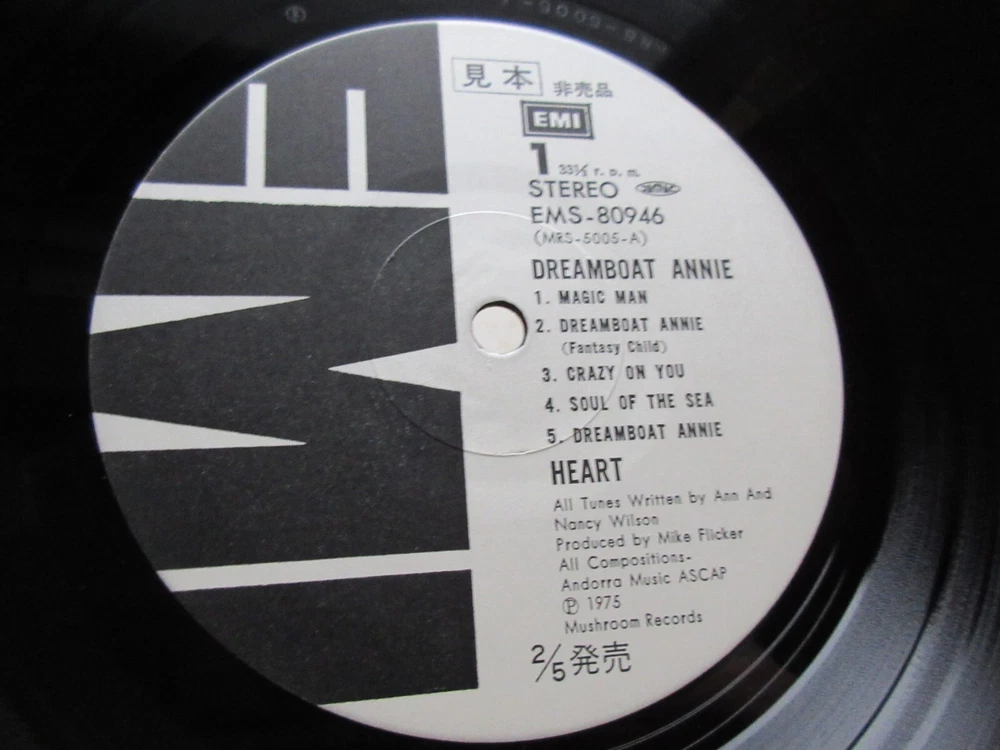 見本 非売品
EMI
1 33⅓ r.p.m.
STEREO
EMS-80946
(MRS-5005-A)
DREAMBOAT ANNIE
1. MAGIC MAN
2. DREAMBOAT ANNIE
(Fantasy Child)
3. CRAZY ON YOU
4. SOUL OF THE SEA
5. DREAMBOAT ANNIE
HEART
All Tunes Written by Ann And
Nancy Wilson
Produced by Mike Flicker
All Compositions-
Andorra Music ASCAP
Ⓟ 1975
Mushroom Records
2/5発売
EMI